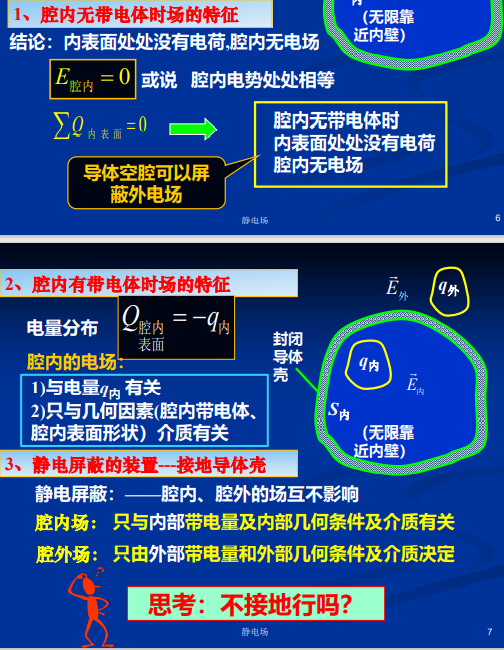 内
(无限靠
近内壁)
1、腔内无带电体时场的特征
结论：内表面处处没有电荷,腔内无电场
E腔内 = 0 或说 腔内电势处处相等
∑Q内表面 = 0
腔内无带电体时
内表面处处没有电荷
腔内无电场
导体空腔可以屏
蔽外电场
静电场
6
2、腔内有带电体时场的特征
E外
q外
电量分布
Q腔内表面 = −q内
封闭
导体
壳
腔内的电场：
q内
E内
1)与电量q内 有关
2)只与几何因素(腔内带电体、
腔内表面形状）介质有关
S内
(无限靠
近内壁)
3、静电屏蔽的装置---接地导体壳
静电屏蔽：——腔内、腔外的场互不影响
腔内场： 只与内部带电量及内部几何条件及介质有关
腔外场： 只由外部带电量和外部几何条件及介质决定
?
思考：不接地行吗？
静电场
7